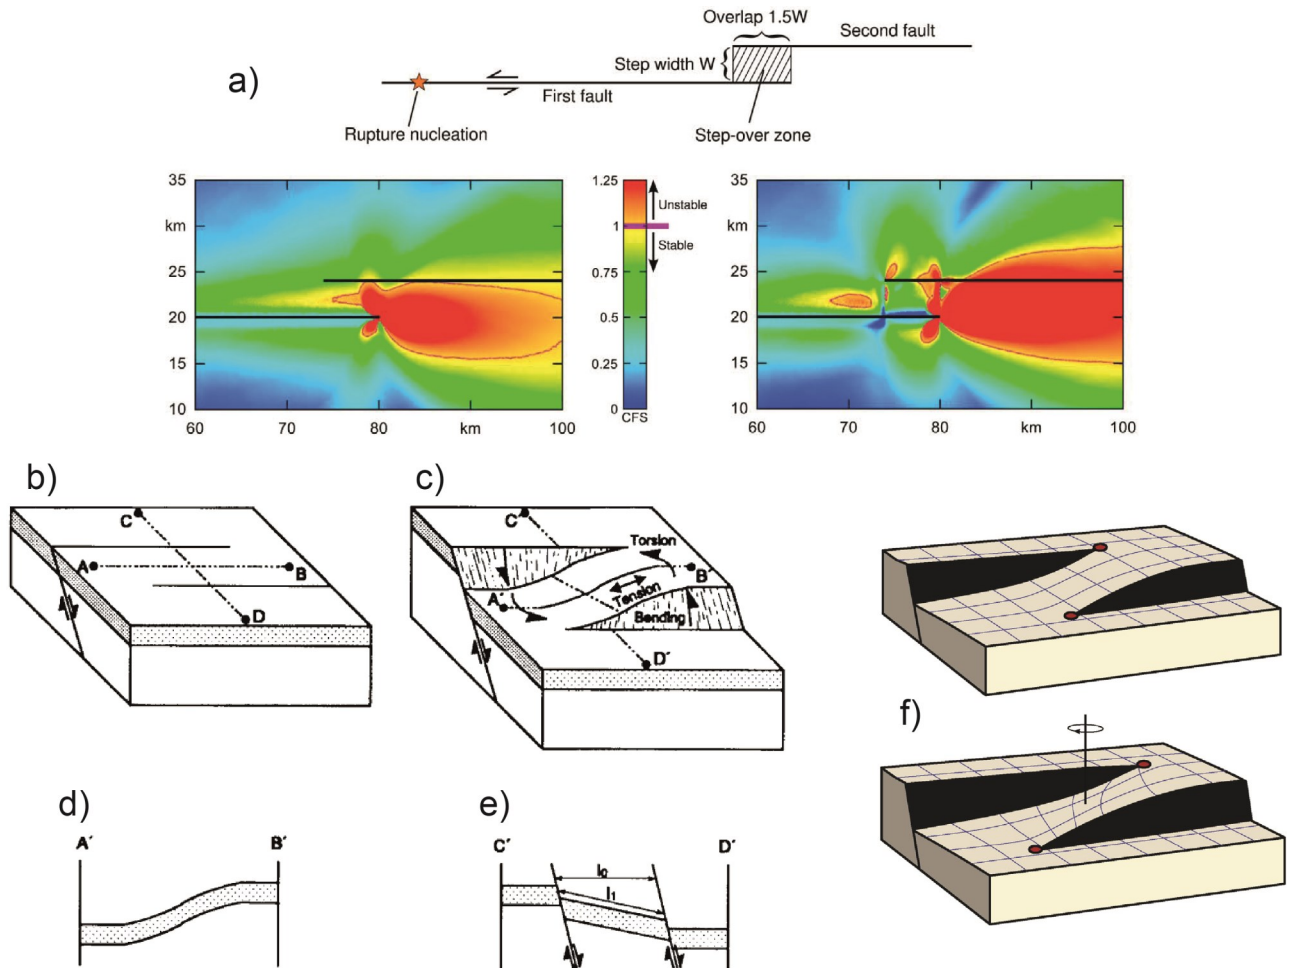 Overlap 1.5W
Second fault
Step width W
a)
First fault
Rupture nucleation
Step-over zone
35
km
25
20
15
10
60
80
km
100
1.25
1
0.75
0.5
0.25
0
CFS
Unstable
Stable
35
km
25
20
15
10
60
80
km
100
b)
C
A
B
D
c)
C
Torsion
B
A´
Tension
Bending
D´
f)
d)
A´
B´
e)
C´
D´
l₀
l₁